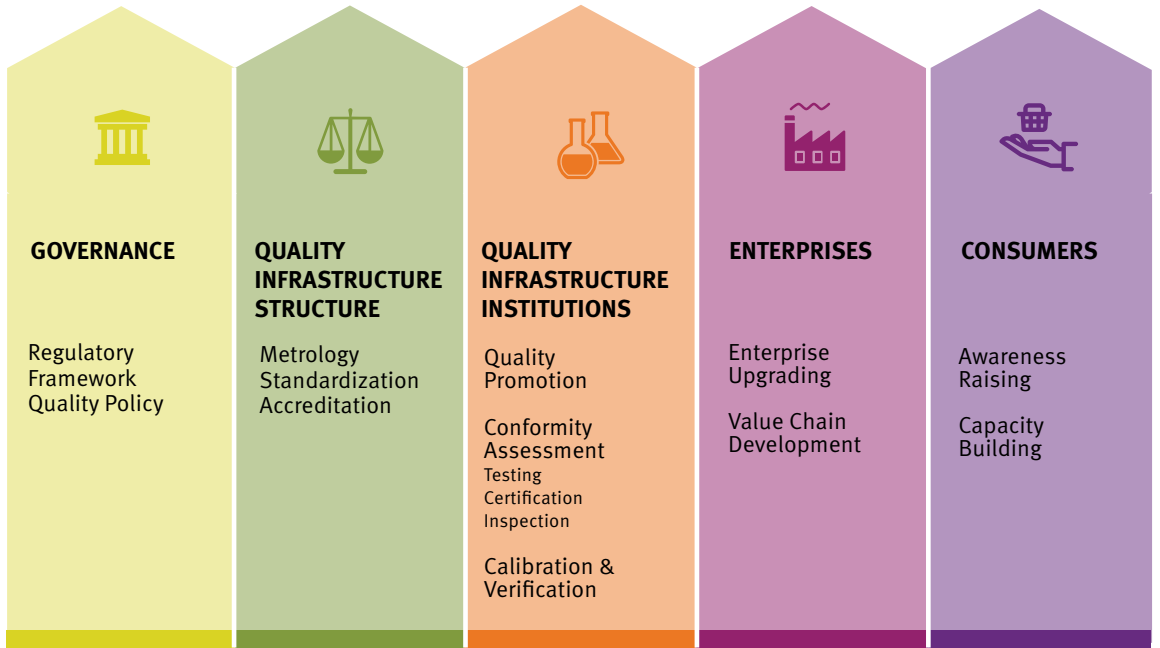 GOVERNANCE
Regulatory
Framework
Quality Policy
QUALITY
INFRASTRUCTURE
STRUCTURE
Metrology
Standardization
Accreditation
QUALITY
INFRASTRUCTURE
INSTITUTIONS
Quality
Promotion
Conformity
Assessment
Testing
Certification
Inspection
Calibration &
Verification
ENTERPRISES
Enterprise
Upgrading
Value Chain
Development
CONSUMERS
Awareness
Raising
Capacity
Building